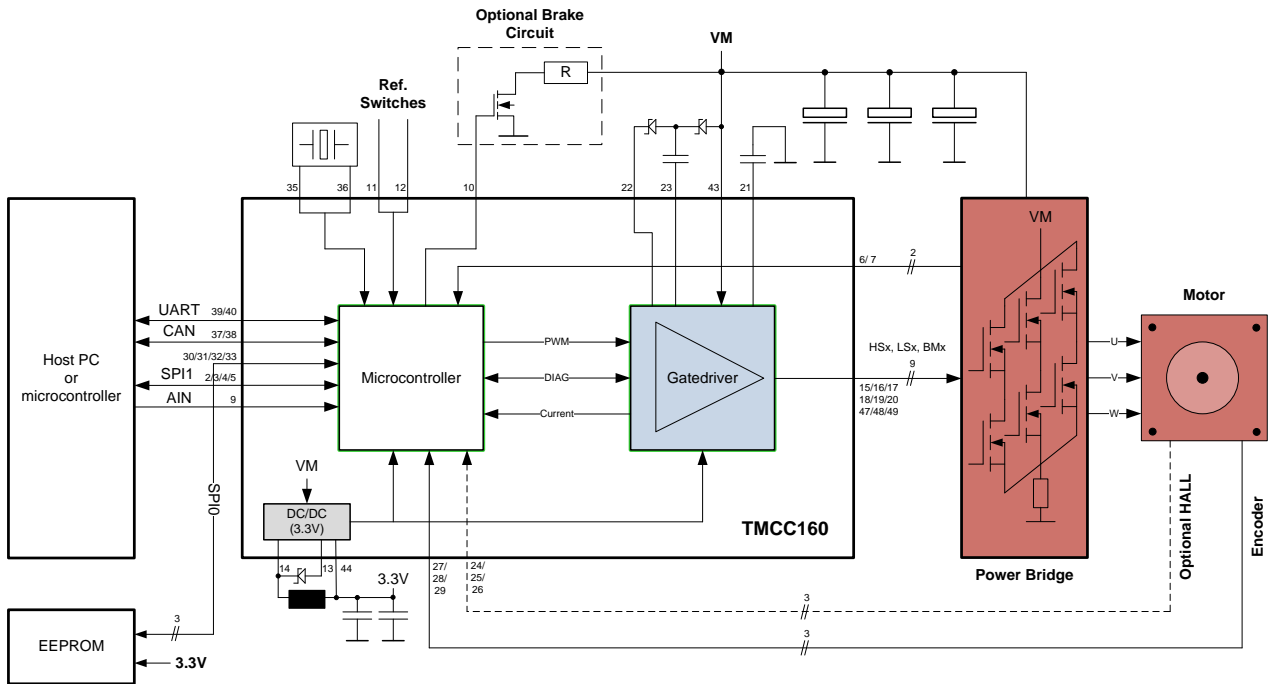 Optional Brake
Circuit
VM
R
Ref.
Switches
35
36
11
12
10
22
23
43
21
VM
6/ 7
2
Motor
UART
39/40
CAN
37/38
30/31/32/33
SPI1
2/3/4/5
AIN
9
Host PC
or
microcontroller
Microcontroller
PWM
DIAG
Current
Gatedriver
HSx, LSx, BMx
9
15/16/17
18/19/20
47/48/49
U
V
W
SPI0
VM
DC/DC
(3.3V)
TMCC160
Power Bridge
Optional HALL
Encoder
14
13
44
27/
28/
29
24/
25/
26
3.3V
3
3
EEPROM
3
3.3V